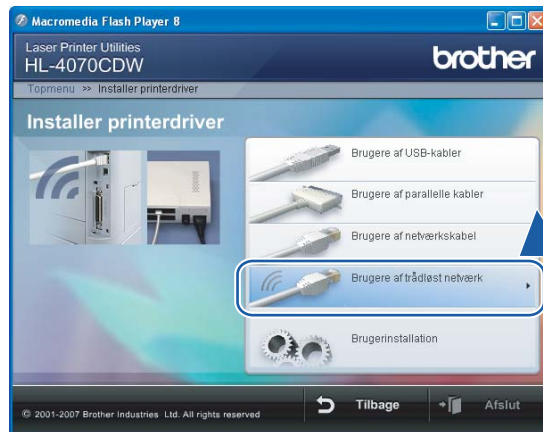 Macromedia Flash Player 8
Laser Printer Utilities
HL-4070CDW
brother
Topmenu >> Installer printerdriver
Installer printerdriver
Brugere af USB-kabler
Brugere af parallelle kabler
Brugere af netværkskabel
Brugere af trådløst netværk
Brugerinstallation
© 2001-2007 Brother Industries Ltd. All rights reserved
Tilbage
Afslut